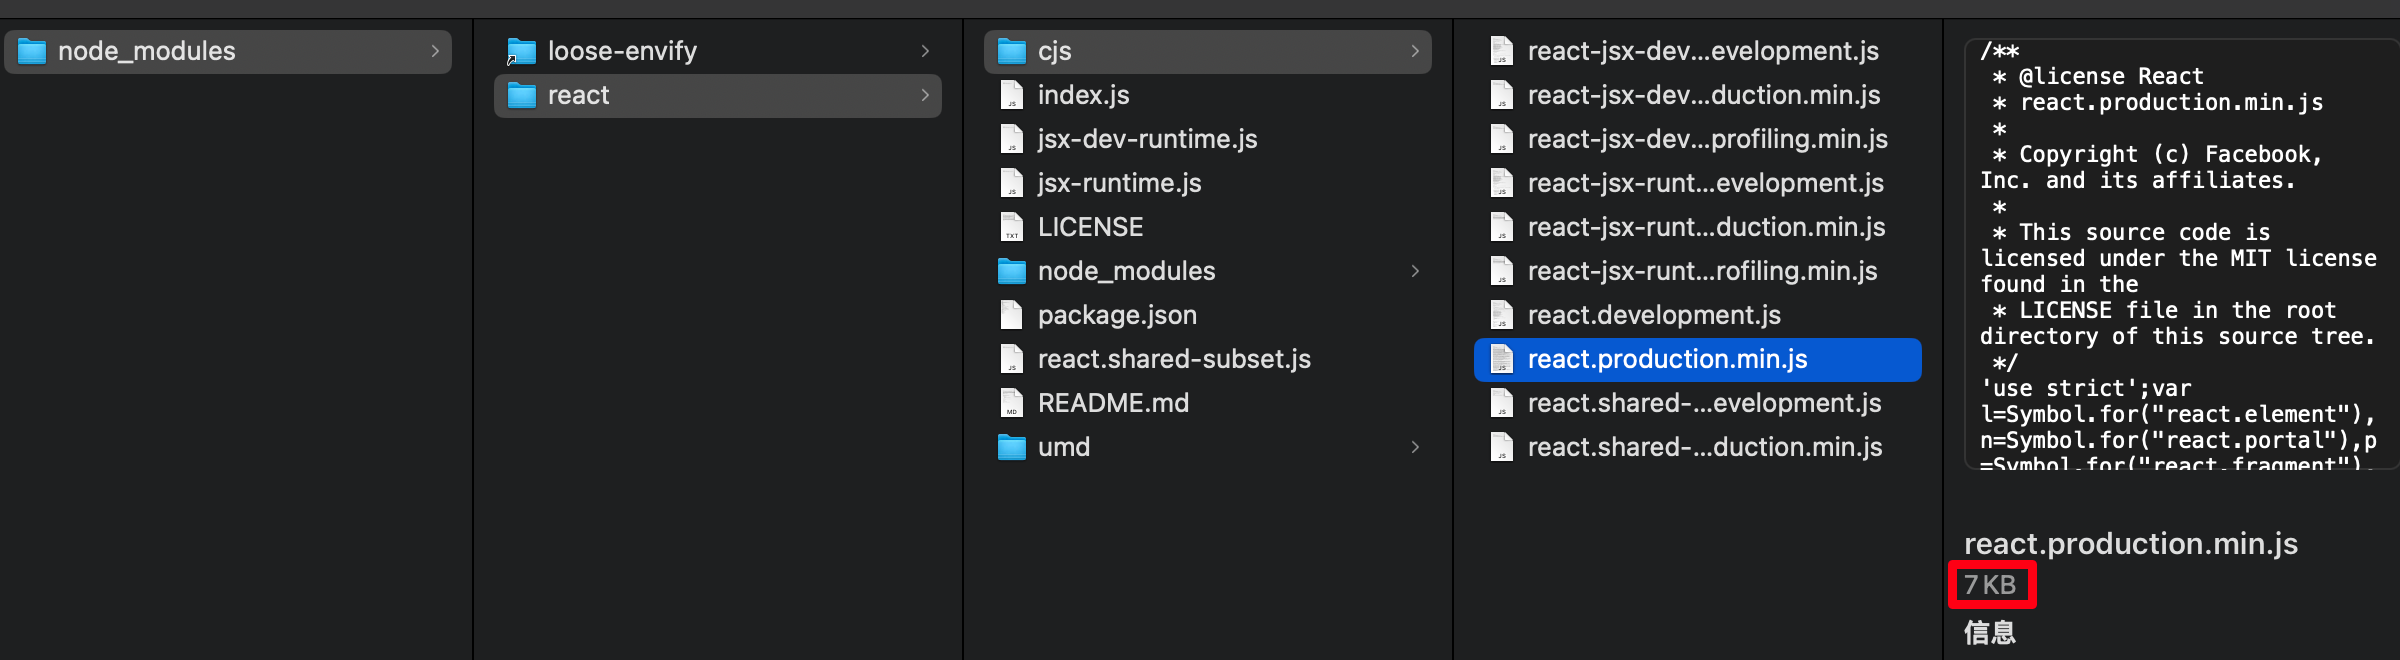 node_modules
loose-envify
react
cjs
index.js
jsx-dev-runtime.js
jsx-runtime.js
LICENSE
node_modules
package.json
react.shared-subset.js
README.md
umd
react-jsx-dev...evelopment.js
react-jsx-dev...duction.min.js
react-jsx-dev...profiling.min.js
react-jsx-runt...evelopment.js
react-jsx-runt...duction.min.js
react-jsx-runt...rofiling.min.js
react.development.js
react.production.min.js
react.shared-...evelopment.js
react.shared-...duction.min.js
/**
* @license React
* react.production.min.js
*
* Copyright (c) Facebook,
Inc. and its affiliates.
*
* This source code is
licensed under the MIT license
found in the
* LICENSE file in the root
directory of this source tree.
*/
'use strict';var
l=Symbol.for("react.element"),
n=Symbol.for("react.portal"),p
=Symbol.for("react.fragment"),
react.production.min.js
7 KB
信息